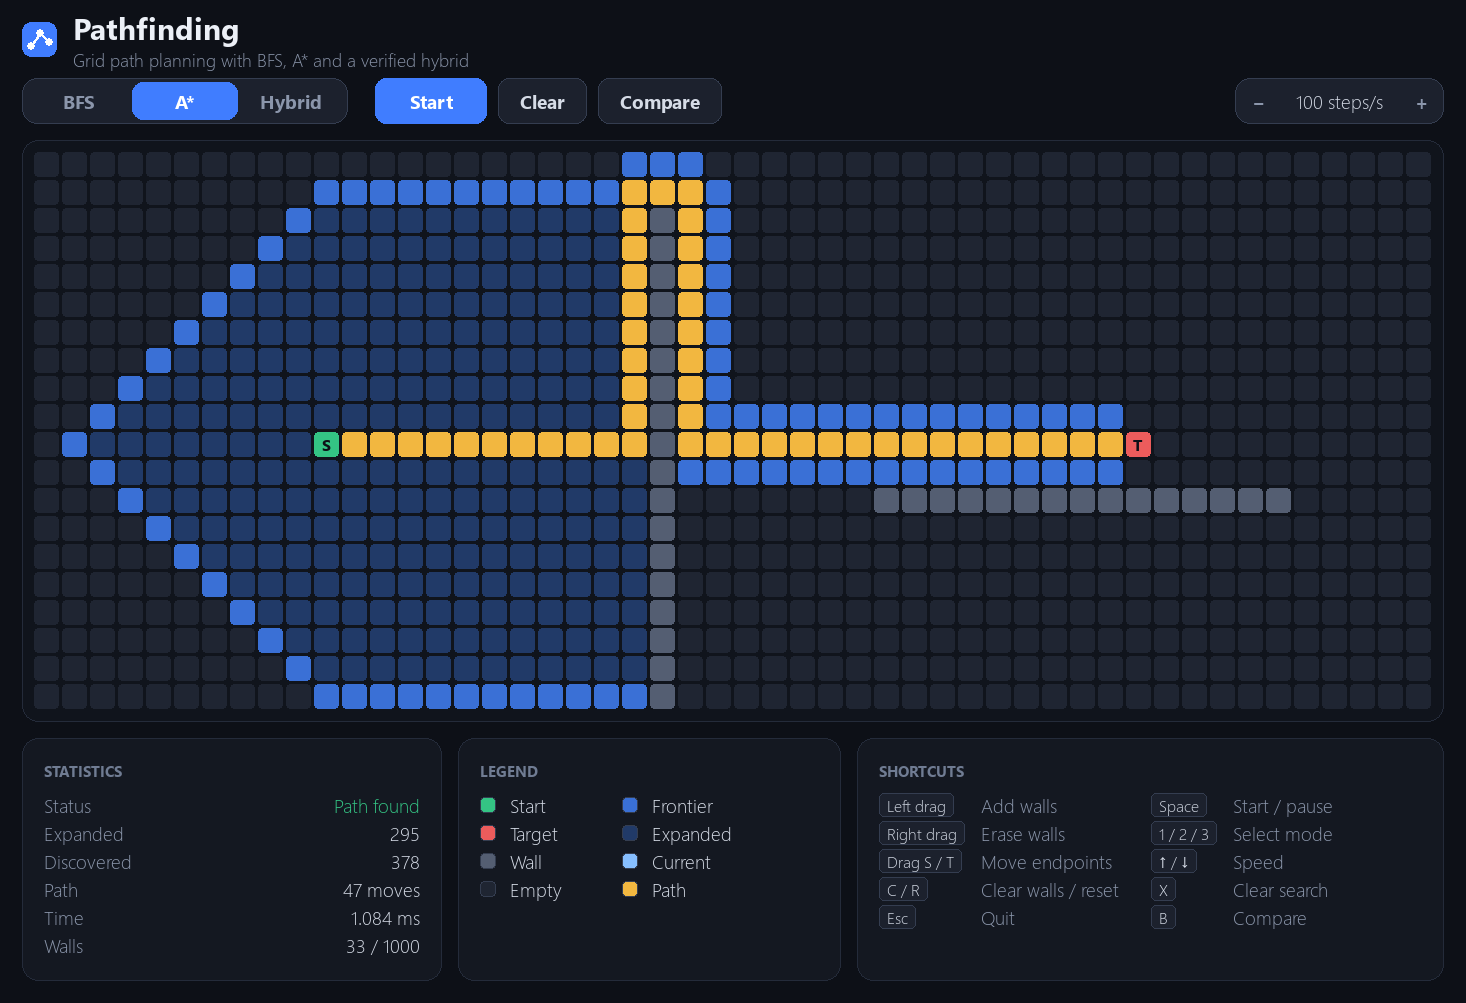 Pathfinding
Grid path planning with BFS, A* and a verified hybrid
BFS A* Hybrid Start Clear Compare − 100 steps/s +
S T
STATISTICS
Status Path found
Expanded 295
Discovered 378
Path 47 moves
Time 1.084 ms
Walls 33 / 1000
LEGEND
Start Frontier
Target Expanded
Wall Current
Empty Path
SHORTCUTS
Left drag Add walls Space Start / pause
Right drag Erase walls 1 / 2 / 3 Select mode
Drag S / T Move endpoints ↑ / ↓ Speed
C / R Clear walls / reset X Clear search
Esc Quit B Compare